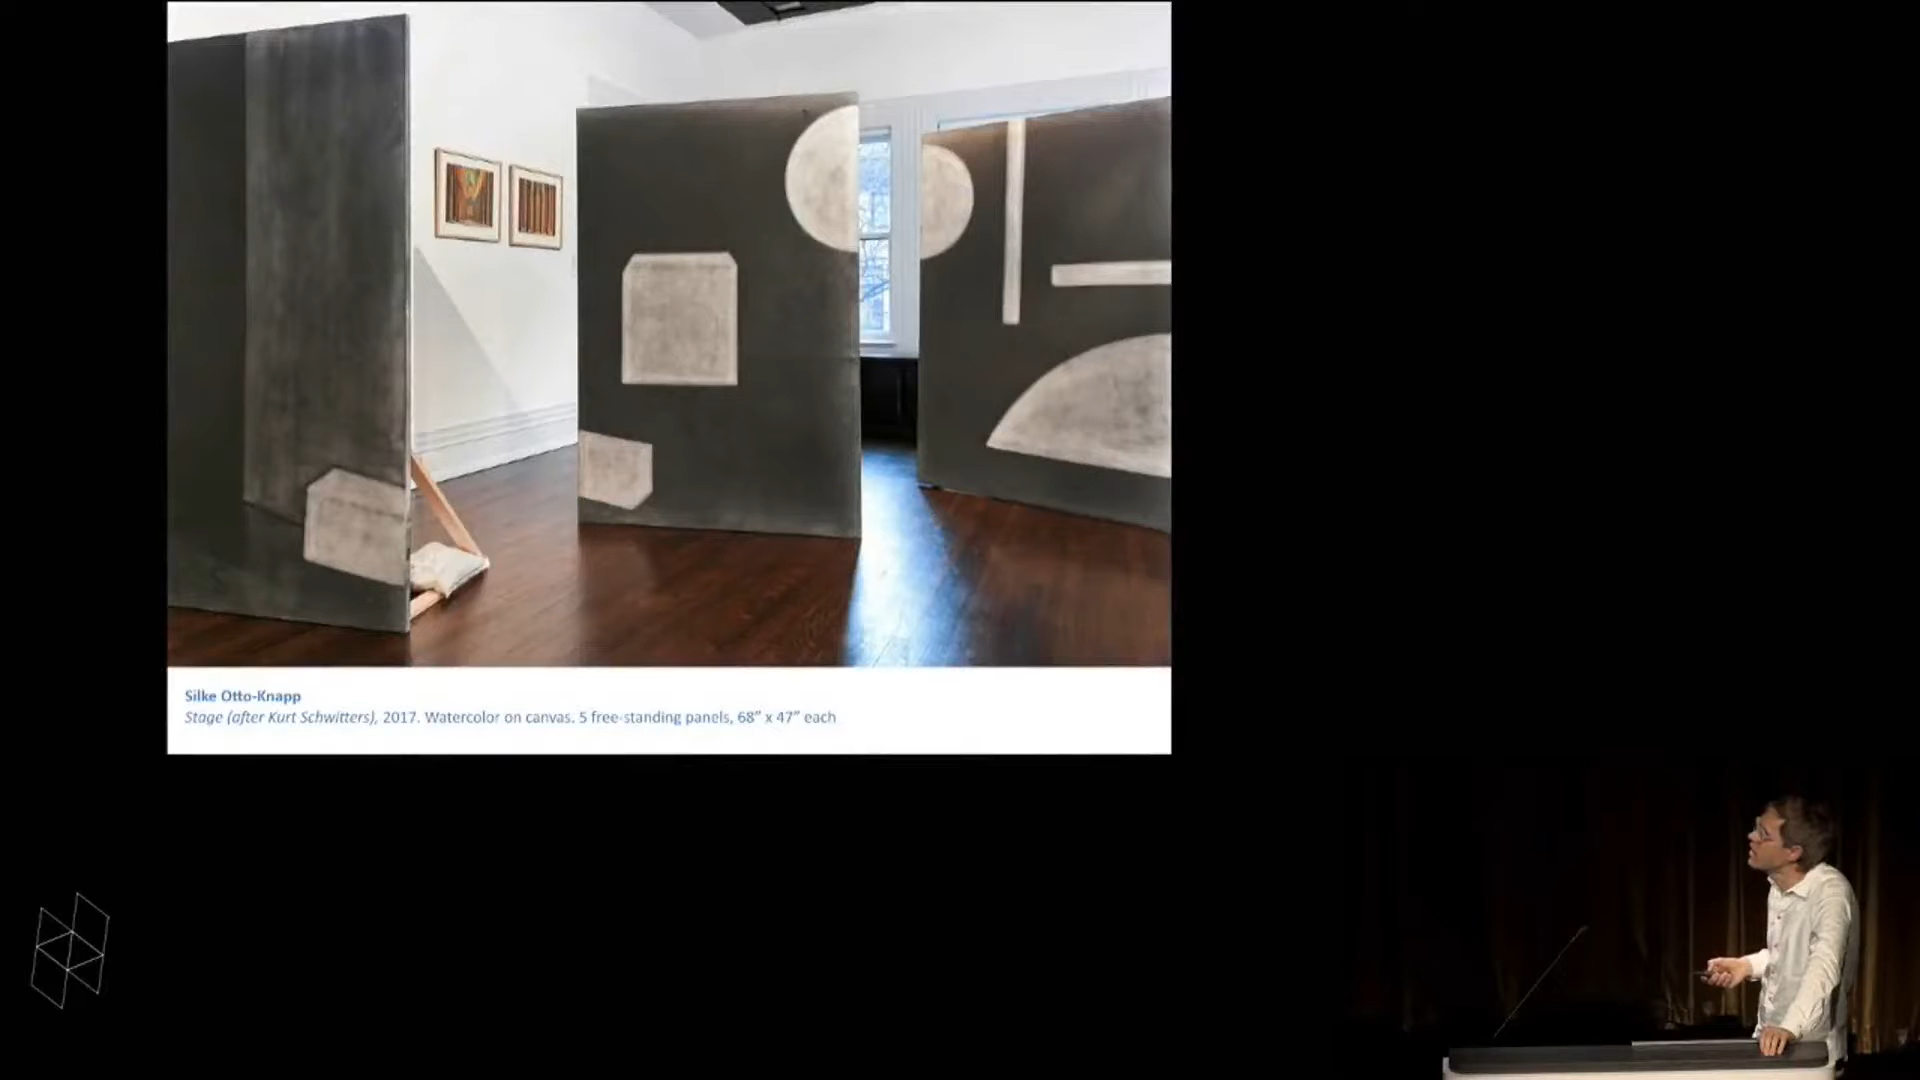 Silke Otto-Knapp
Stage (after Kurt Schwitters), 2017. Watercolor on canvas. 5 free-standing panels, 68" x 47" each